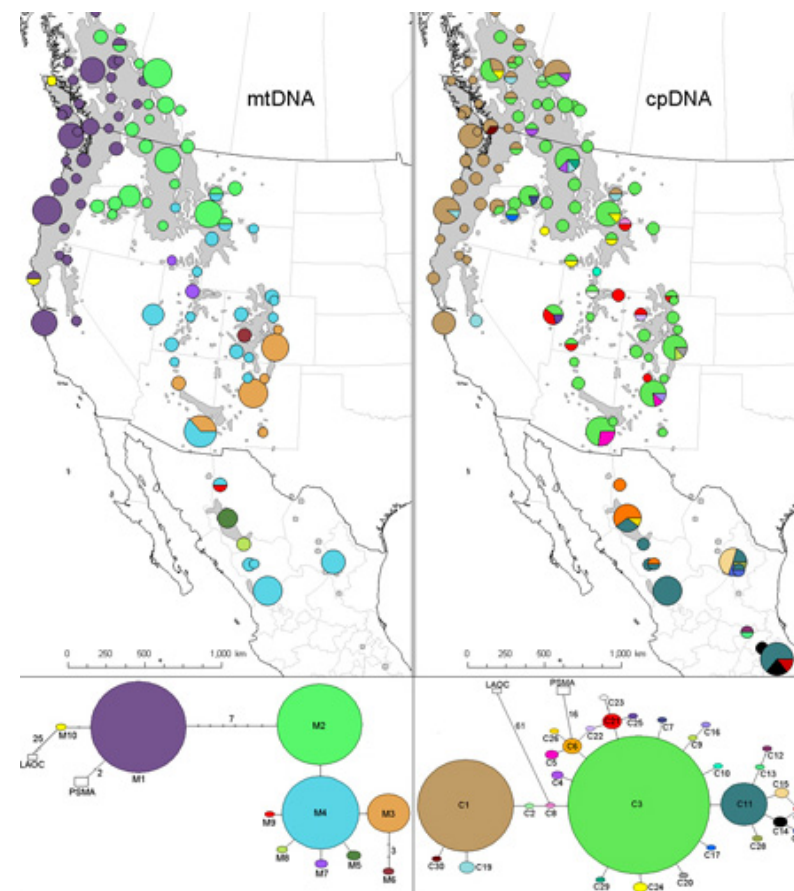 mtDNA
cpDNA
0 250 500 1,000 km
0 250 500 1,000 km
25
M10
LAOC
2
PSMA
M1
7
M2
M9
M4
M3
M8
M7
M5
3
M6
LAOC
PSMA
61
16
C23
C26
C22
C21
C25
C7
C16
C6
C9
C5
C4
C10
C12
C13
C1
C2
C8
C3
C11
C15
C14
C30
C19
C17
C28
C29
C24
C20